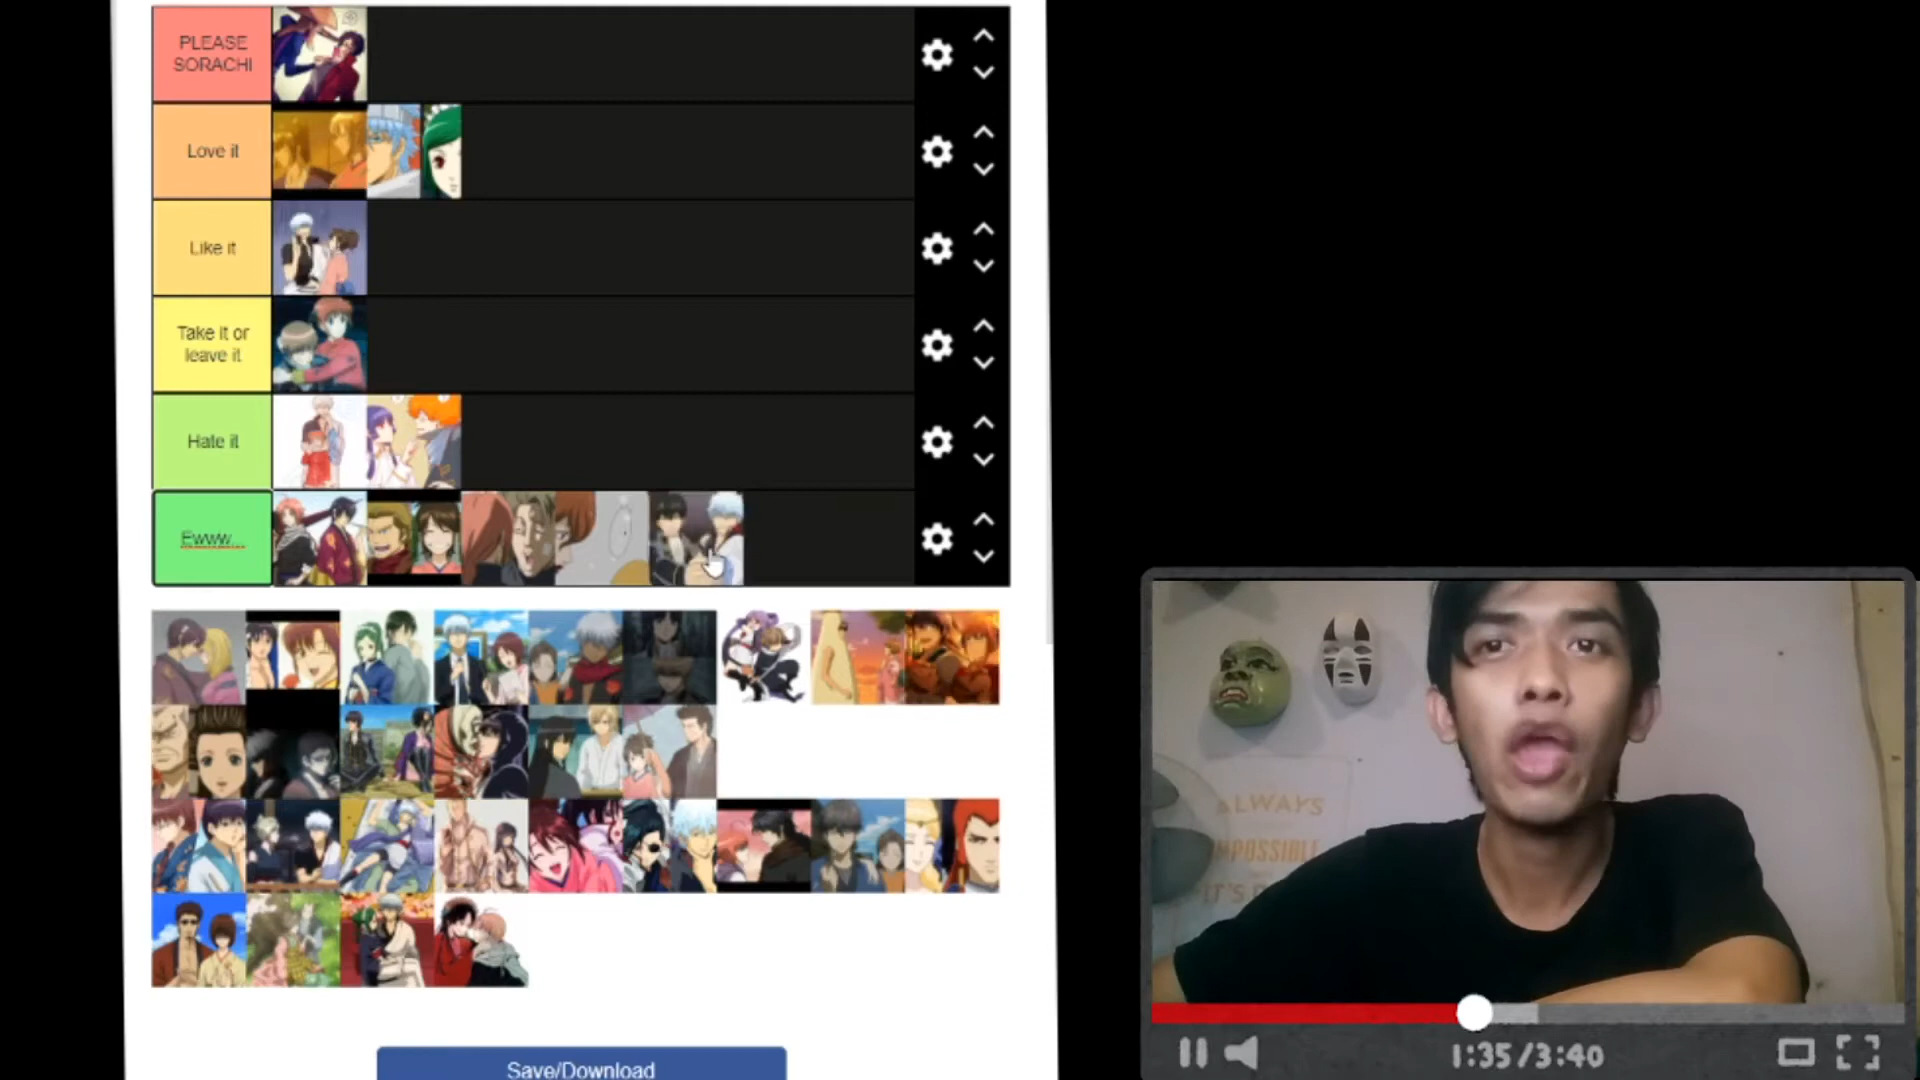 PLEASE
SORACHI
Love it
Like it
Take it or
leave it
Hate it
Ewww...
Save/Download
ALWAYS
IMPOSSIBLE
1:35/3:40